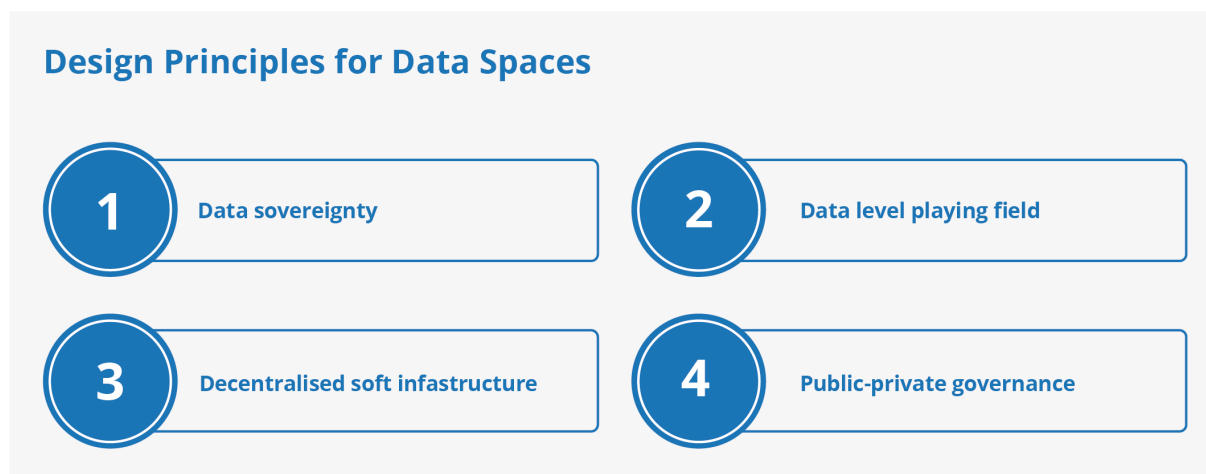 Design Principles for Data Spaces
1
Data sovereignty
2
Data level playing field
3
Decentralised soft infastructure
4
Public-private governance